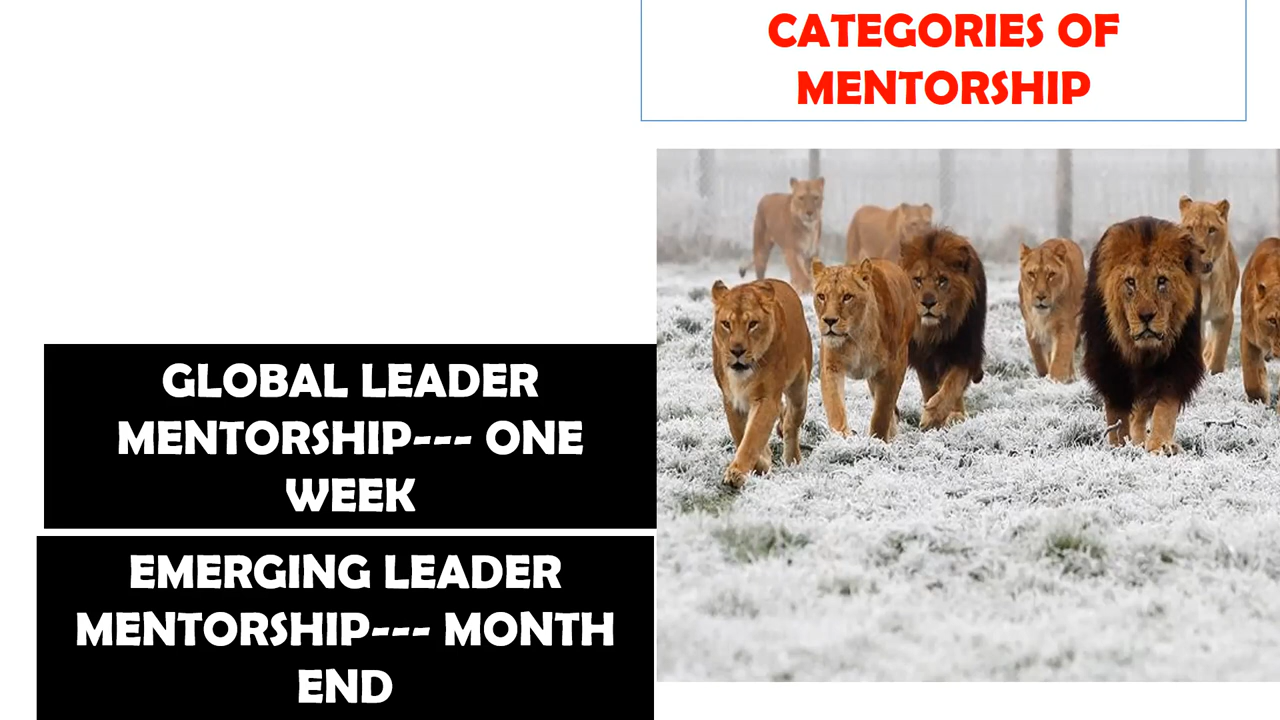 CATEGORIES OF
MENTORSHIP
GLOBAL LEADER
MENTORSHIP--- ONE
WEEK
EMERGING LEADER
MENTORSHIP--- MONTH
END